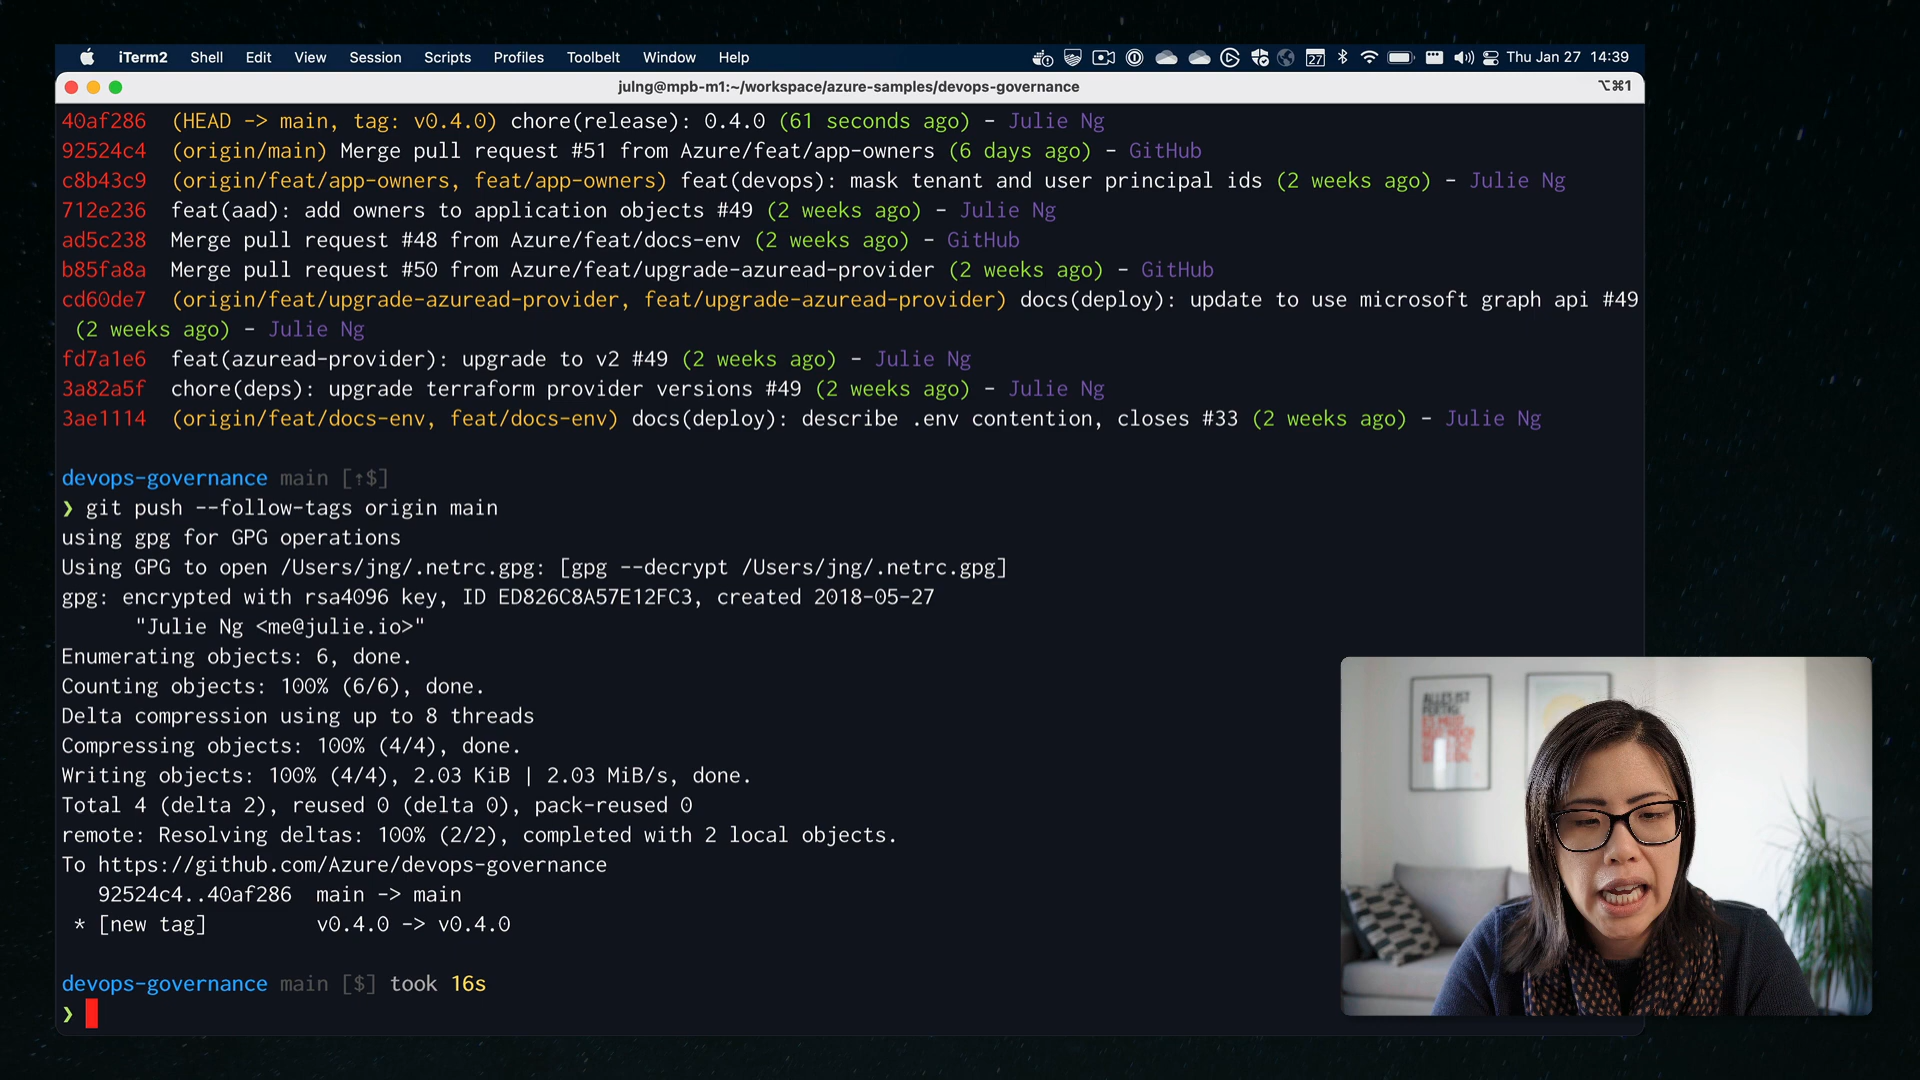 iTerm2 Shell Edit View Session Scripts Profiles Toolbelt Window Help 27 Thu Jan 27 14:39
julng@mpb-m1:~/workspace/azure-samples/devops-governance ⌥⌘1
40af286 (HEAD -> main, tag: v0.4.0) chore(release): 0.4.0 (61 seconds ago) - Julie Ng
92524c4 (origin/main) Merge pull request #51 from Azure/feat/app-owners (6 days ago) - GitHub
c8b43c9 (origin/feat/app-owners, feat/app-owners) feat(devops): mask tenant and user principal ids (2 weeks ago) - Julie Ng
712e236 feat(aad): add owners to application objects #49 (2 weeks ago) - Julie Ng
ad5c238 Merge pull request #48 from Azure/feat/docs-env (2 weeks ago) - GitHub
b85fa8a Merge pull request #50 from Azure/feat/upgrade-azuread-provider (2 weeks ago) - GitHub
cd60de7 (origin/feat/upgrade-azuread-provider, feat/upgrade-azuread-provider) docs(deploy): update to use microsoft graph api #49
(2 weeks ago) - Julie Ng
fd7a1e6 feat(azuread-provider): upgrade to v2 #49 (2 weeks ago) - Julie Ng
3a82a5f chore(deps): upgrade terraform provider versions #49 (2 weeks ago) - Julie Ng
3ae1114 (origin/feat/docs-env, feat/docs-env) docs(deploy): describe .env contention, closes #33 (2 weeks ago) - Julie Ng
devops-governance main [↑$]
❯ git push --follow-tags origin main
using gpg for GPG operations
Using GPG to open /Users/jng/.netrc.gpg: [gpg --decrypt /Users/jng/.netrc.gpg]
gpg: encrypted with rsa4096 key, ID ED826C8A57E12FC3, created 2018-05-27
"Julie Ng <me@julie.io>"
Enumerating objects: 6, done.
Counting objects: 100% (6/6), done.
Delta compression using up to 8 threads
Compressing objects: 100% (4/4), done.
Writing objects: 100% (4/4), 2.03 KiB | 2.03 MiB/s, done.
Total 4 (delta 2), reused 0 (delta 0), pack-reused 0
remote: Resolving deltas: 100% (2/2), completed with 2 local objects.
To https://github.com/Azure/devops-governance
92524c4..40af286 main -> main
* [new tag] v0.4.0 -> v0.4.0
devops-governance main [$] took 16s
❯
ALLES IST
FERTIG.